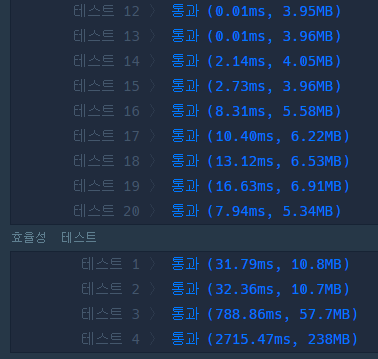 테스트 12 〉 통과 (0.01ms, 3.95MB)
테스트 13 〉 통과 (0.01ms, 3.96MB)
테스트 14 〉 통과 (2.14ms, 4.05MB)
테스트 15 〉 통과 (2.73ms, 3.96MB)
테스트 16 〉 통과 (8.31ms, 5.58MB)
테스트 17 〉 통과 (10.40ms, 6.22MB)
테스트 18 〉 통과 (13.12ms, 6.53MB)
테스트 19 〉 통과 (16.63ms, 6.91MB)
테스트 20 〉 통과 (7.94ms, 5.34MB)
효율성 테스트
테스트 1 〉 통과 (31.79ms, 10.8MB)
테스트 2 〉 통과 (32.36ms, 10.7MB)
테스트 3 〉 통과 (788.86ms, 57.7MB)
테스트 4 〉 통과 (2715.47ms, 238MB)